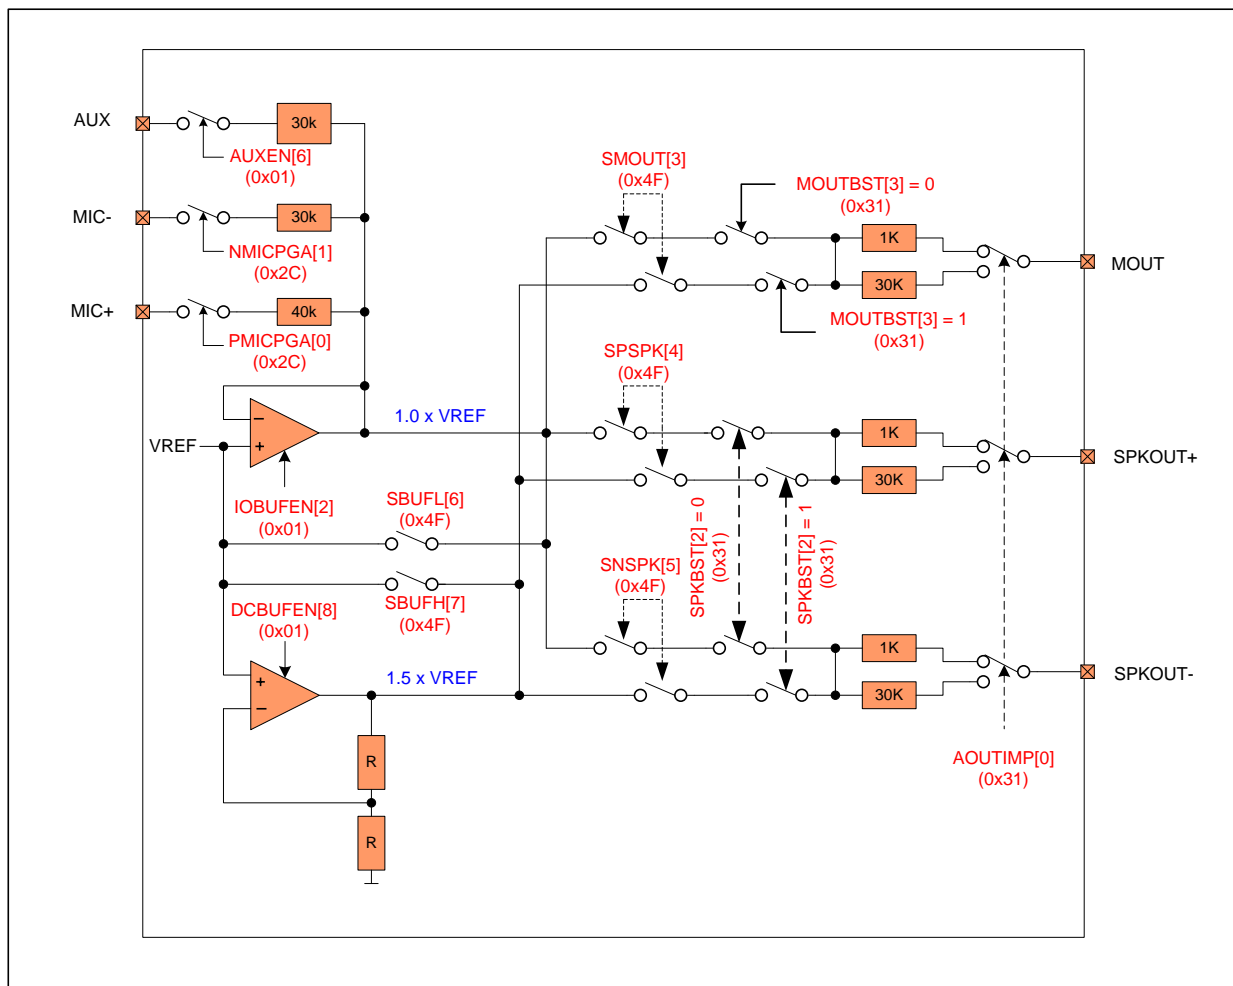 AUX
30k
AUXEN[6]
(0x01)
MIC-
30k
NMICPGA[1]
(0x2C)
MIC+
40k
PMICPGA[0]
(0x2C)
SMOUT[3]
(0x4F)
MOUTBST[3] = 0
(0x31)
1K
30K
MOUT
MOUTBST[3] = 1
(0x31)
SPSPK[4]
(0x4F)
1.0 x VREF
−
+
VREF
1K
30K
SPKOUT+
IOBUFEN[2]
(0x01)
SBUFL[6]
(0x4F)
SPKBST[2] = 0
(0x31)
SPKBST[2] = 1
(0x31)
SBUFH[7]
(0x4F)
SNSPK[5]
(0x4F)
DCBUFEN[8]
(0x01)
1.5 x VREF
+
−
1K
30K
SPKOUT-
R
R
AOUTIMP[0]
(0x31)